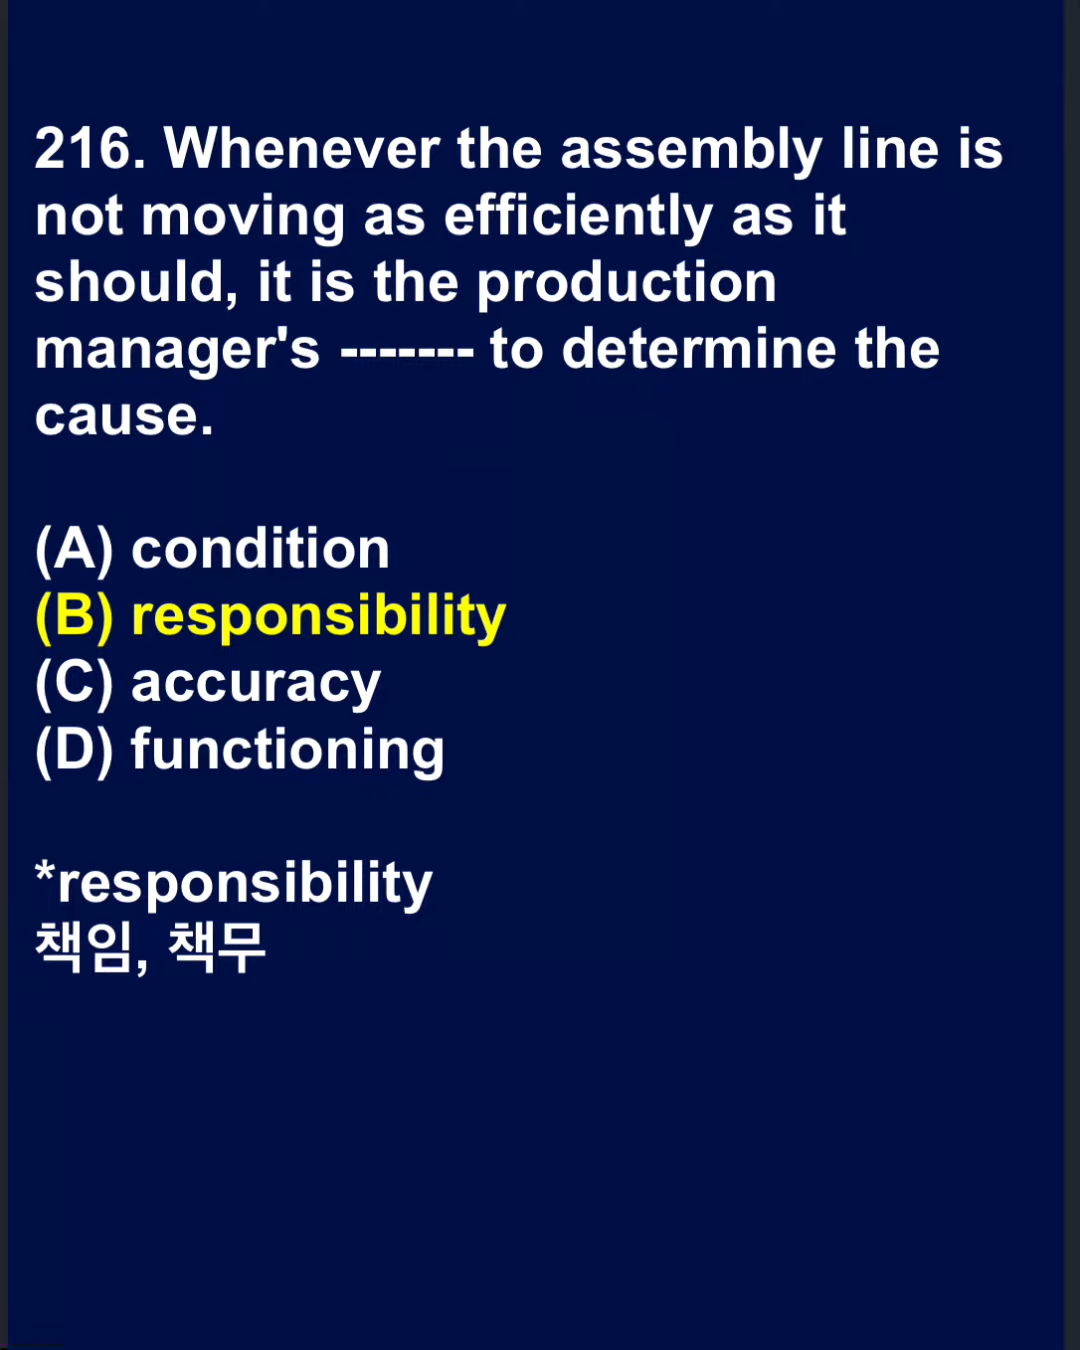 216. Whenever the assembly line is
not moving as efficiently as it
should, it is the production
manager's ------- to determine the
cause.
(A) condition
(B) responsibility
(C) accuracy
(D) functioning
*responsibility
책임, 책무